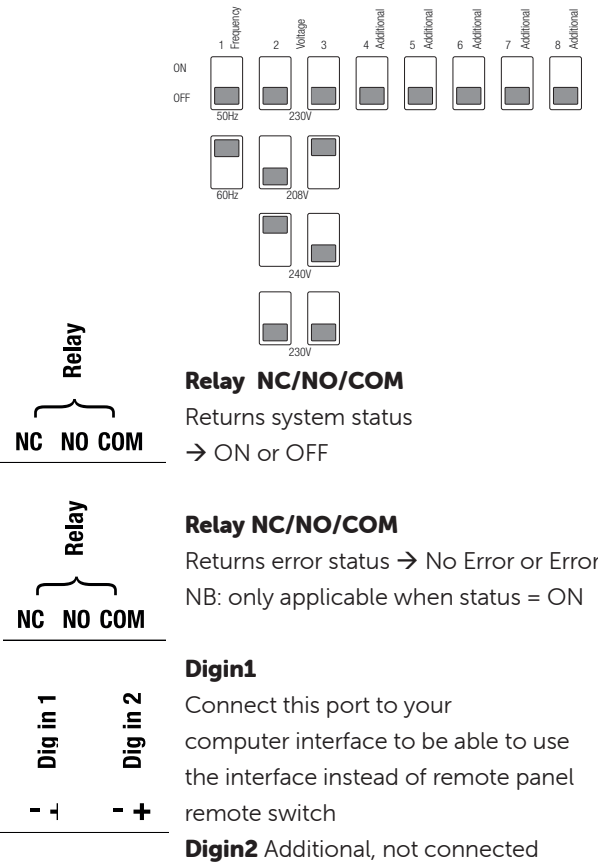 Frequency Voltage Additional Additional Additional Additional Additional
1 2 3 4 5 6 7 8
ON
OFF
50Hz 230V
60Hz 208V
240V
230V
Relay
NC NO COM
Relay NC/NO/COM
Returns system status
→ ON or OFF
Relay
NC NO COM
Relay NC/NO/COM
Returns error status → No Error or Error
NB: only applicable when status = ON
Dig in 1 Dig in 2
- - +
Digin1
Connect this port to your
computer interface to be able to use
the interface instead of remote panel
remote switch
Digin2 Additional, not connected